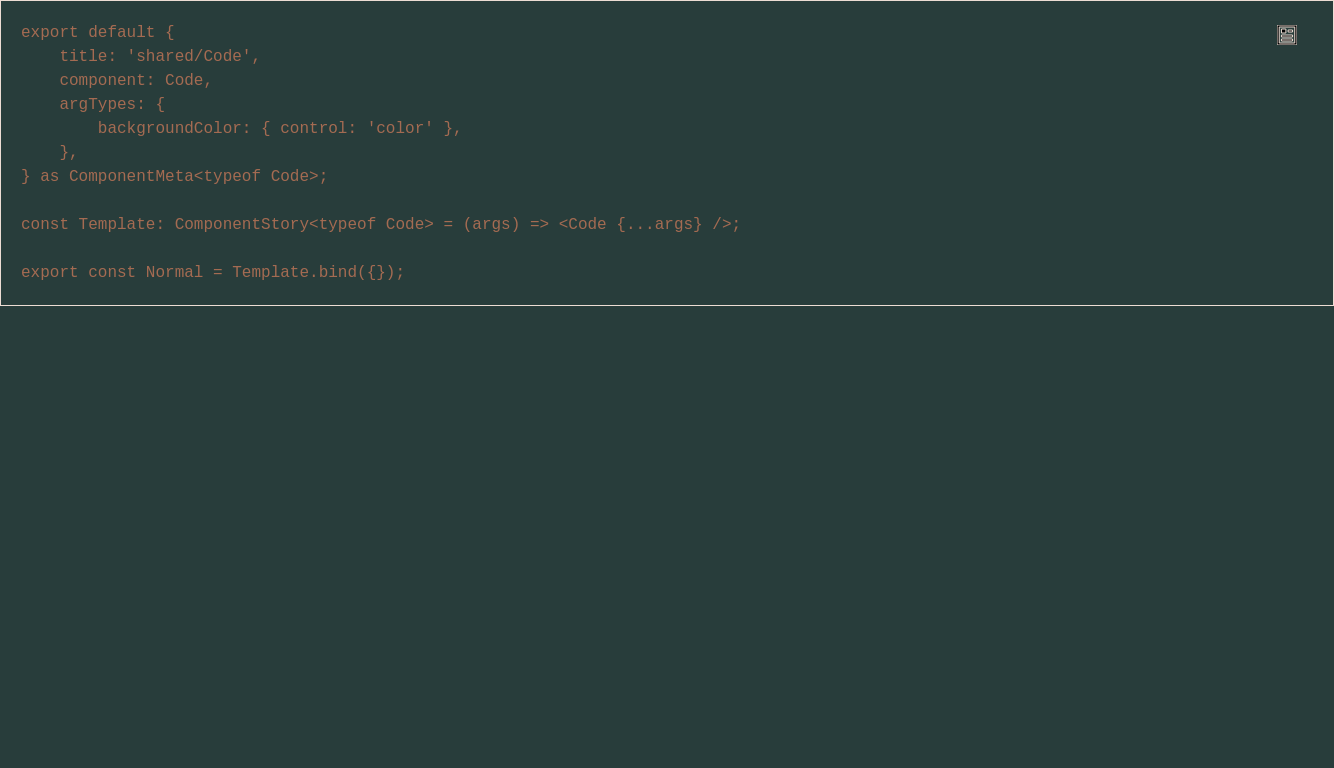 export default {
    title: 'shared/Code',
    component: Code,
    argTypes: {
        backgroundColor: { control: 'color' },
    },
} as ComponentMeta<typeof Code>;

const Template: ComponentStory<typeof Code> = (args) => <Code {...args} />;

export const Normal = Template.bind({});